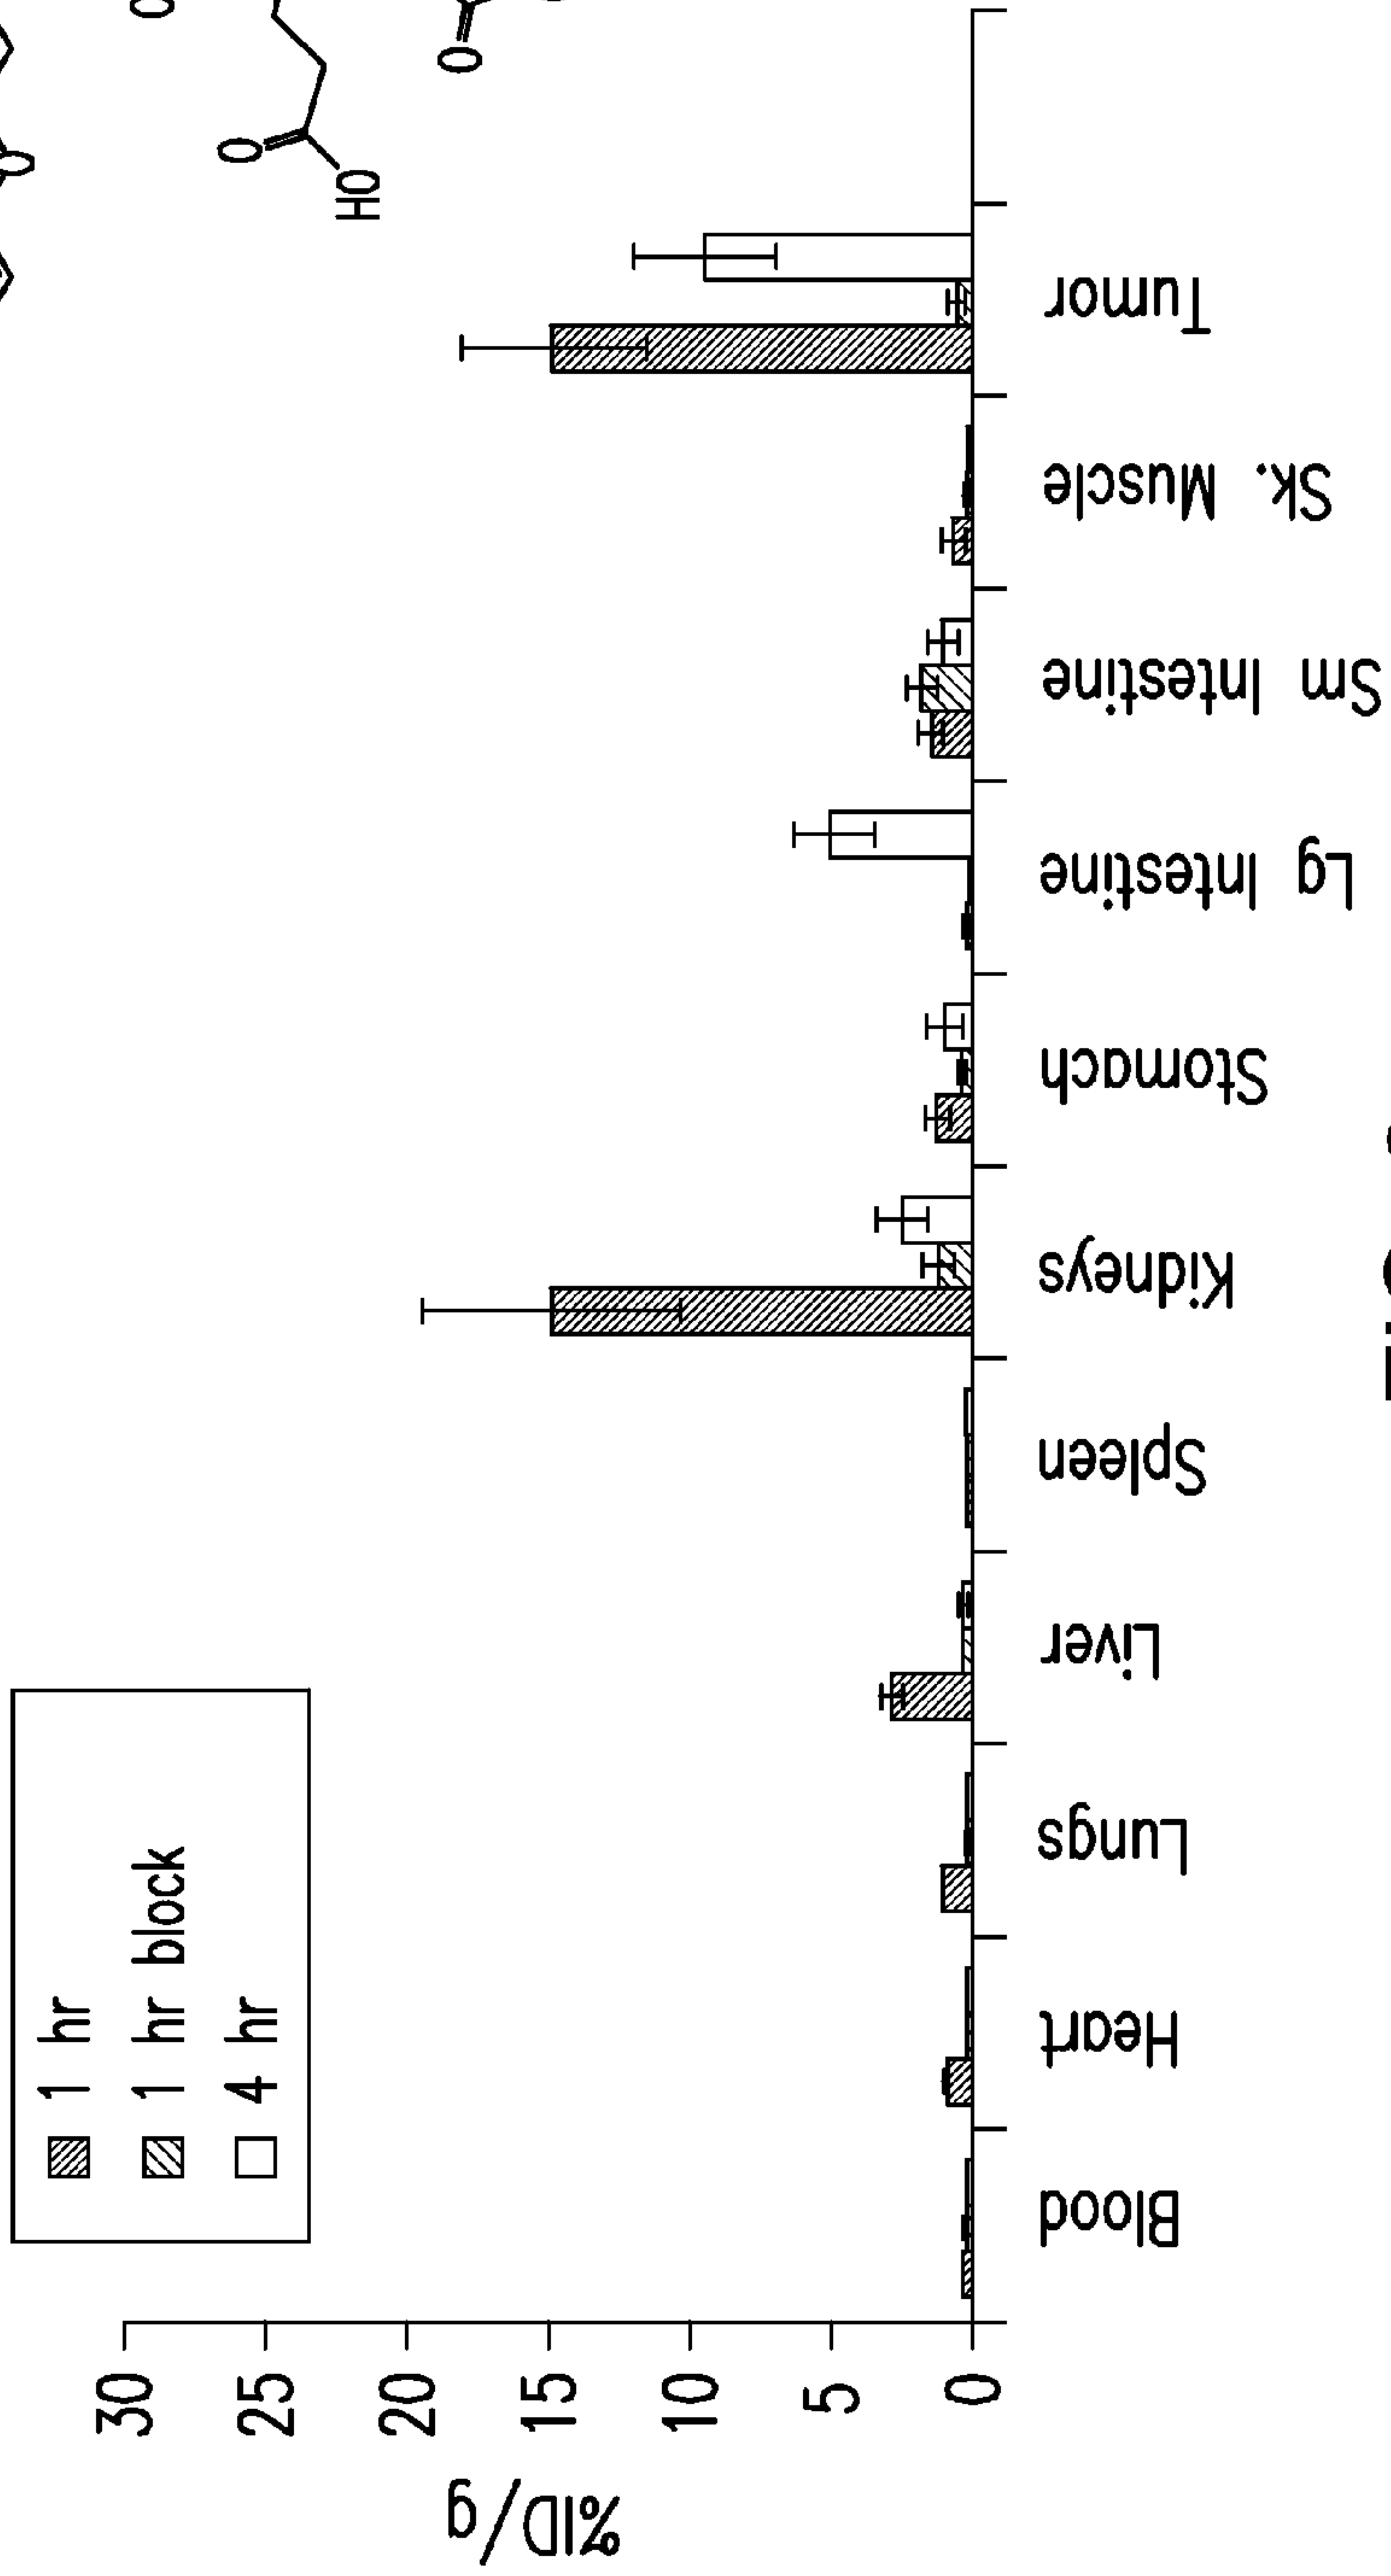 1 hr
1 hr block
4 hr
%ID/g
30
25
20
15
10
5
0
Blood
Heart
Lungs
Liver
Spleen
Kidneys
Stomach
Lg Intestine
Sm Intestine
Sk. Muscle
Tumor
O
O
OH
O
O